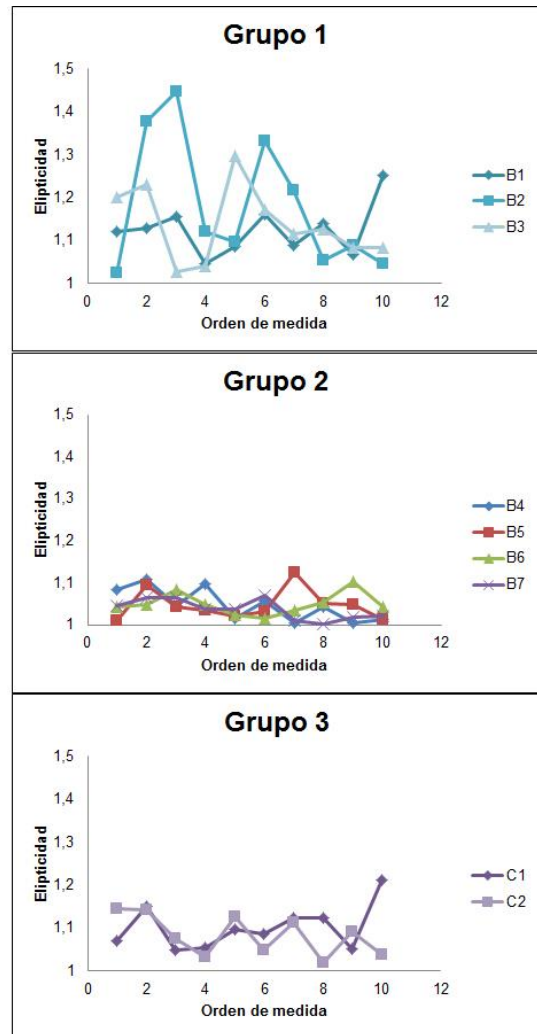 Grupo 1
1,5
1,4
1,3
1,2
1,1
1
Elipticidad
0 2 4 6 8 10 12
Orden de medida
B1
B2
B3
Grupo 2
1,5
1,4
1,3
1,2
1,1
1
Elipticidad
0 2 4 6 8 10 12
Orden de medida
B4
B5
B6
B7
Grupo 3
1,5
1,4
1,3
1,2
1,1
1
Elipticidad
0 2 4 6 8 10 12
Orden de medida
C1
C2